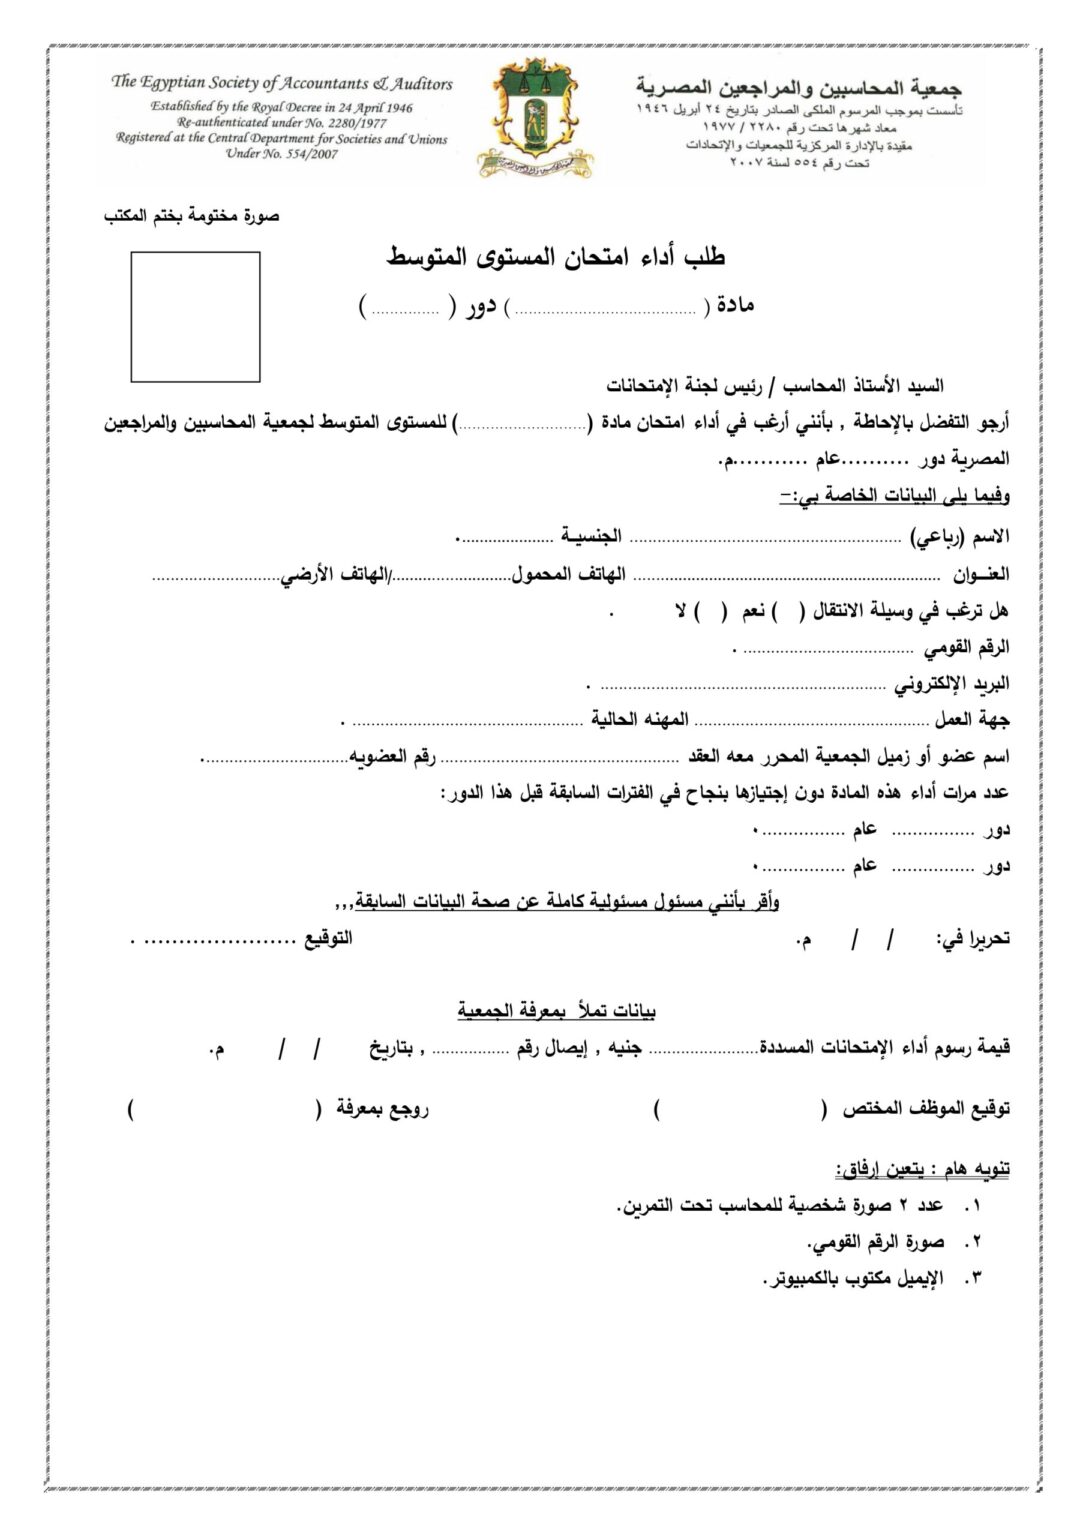 The Egyptian Society of Accountants & Auditors
Established by the Royal Decree in 24 April 1946
Re-authenticated under No. 2280/1977
Registered at the Central Department for Societies and Unions
Under No. 554/2007
جمعية المحاسبين والمراجعين المصرية
تأسست بموجب المرسوم الملكى الصادر بتاريخ ٢٤ أبريل ١٩٤٦
معاد شهرها تحت رقم ٢٢٨٠ / ١٩٧٧
مقيدة بالإدارة المركزية للجمعيات والإتحادات
تحت رقم ٥٥٤ لسنة ٢٠٠٧
صورة مختومة بختم المكتب
طلب أداء امتحان المستوى المتوسط
مادة ( ........................................ ) دور ( ............... )
السيد الأستاذ المحاسب / رئيس لجنة الإمتحانات
أرجو التفضل بالإحاطة , بأنني أرغب في أداء امتحان مادة (............................) للمستوى المتوسط لجمعية المحاسبين والمراجعين
المصرية دور ..........عام ...........م.
وفيما يلى البيانات الخاصة بي:-
الاسم (رباعي) ........................................................... الجنسيـة .....................
العنـوان ................................................................... الهاتف المحمول........................../الهاتف الأرضي............................
هل ترغب في وسيلة الانتقال ( ) نعم ( ) لا .
الرقم القومي ..................................... .
البريد الإلكتروني .............................................................. .
جهة العمل ................................................... المهنه الحالية .................................................. .
اسم عضو أو زميل الجمعية المحرر معه العقد .................................................... رقم العضويه................................
عدد مرات أداء هذه المادة دون إجتيازها بنجاح في الفترات السابقة قبل هذا الدور:
دور ................ عام .................
دور ................ عام .................
وأقر بأنني مسئول مسئولية كاملة عن صحة البيانات السابقة,,,
تحريرا في: / / م. التوقيع ...................... .
بيانات تملأ بمعرفة الجمعية
قيمة رسوم أداء الإمتحانات المسددة........................ جنيه , إيصال رقم ................. , بتاريخ / / م.
توقيع الموظف المختص ( ) روجع بمعرفة ( )
تنويه هام : يتعين إرفاق:
١. عدد ٢ صورة شخصية للمحاسب تحت التمرين.
٢. صورة الرقم القومي.
٣. الإيميل مكتوب بالكمبيوتر.